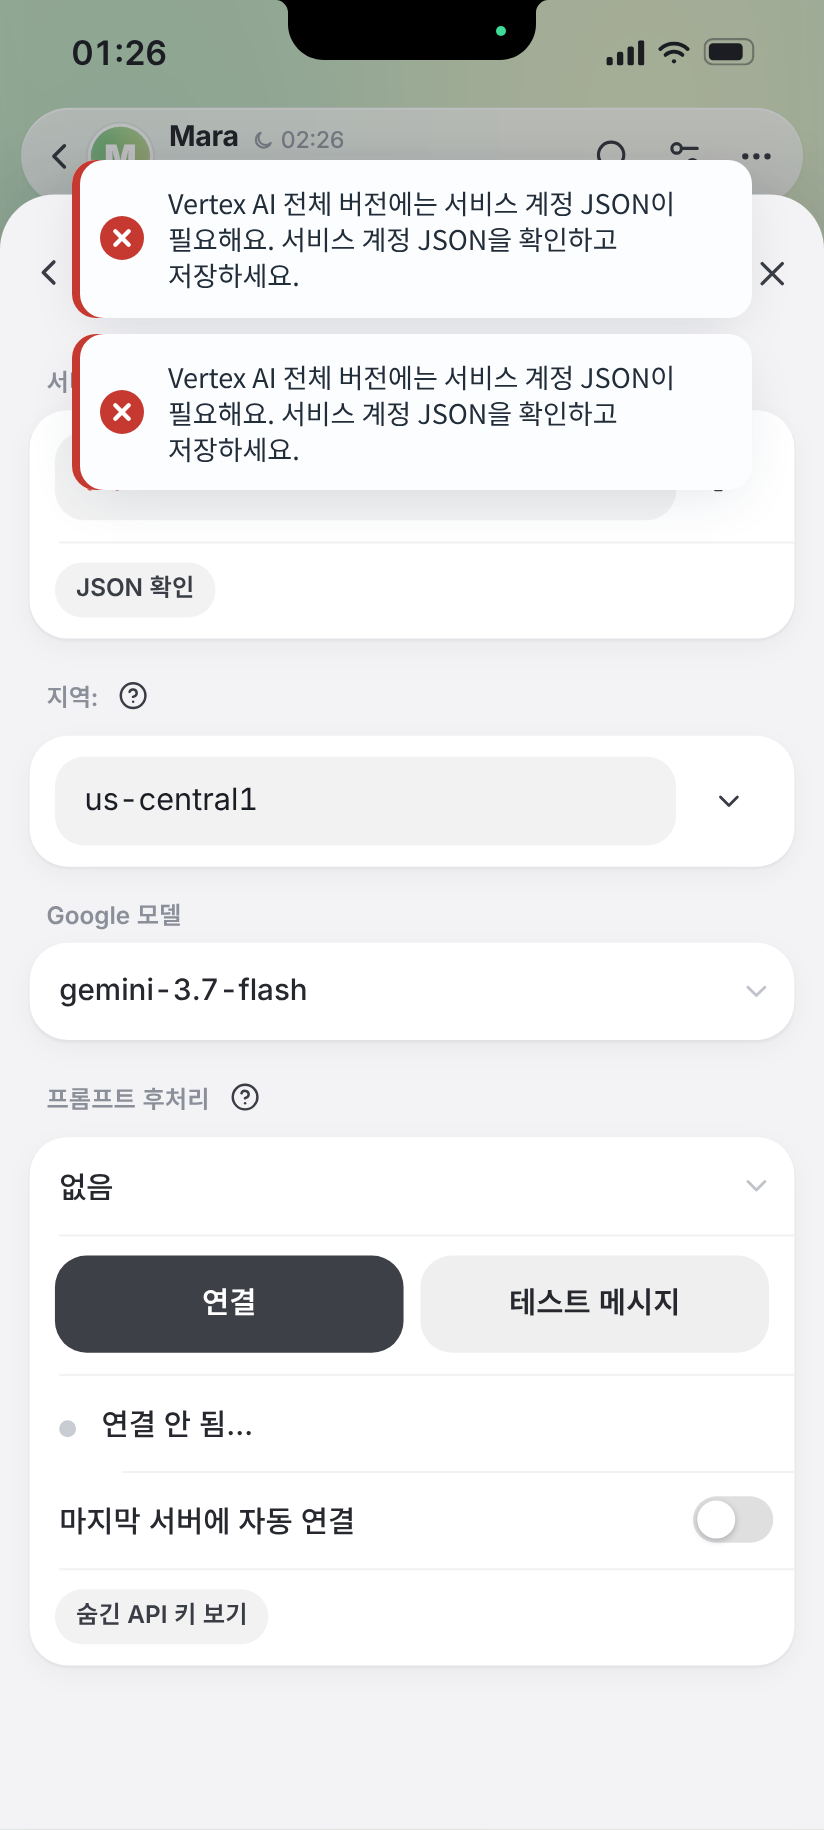 01:26
Mara 02:26
Vertex AI 전체 버전에는 서비스 계정 JSON이
필요해요. 서비스 계정 JSON을 확인하고
저장하세요.
Vertex AI 전체 버전에는 서비스 계정 JSON이
필요해요. 서비스 계정 JSON을 확인하고
저장하세요.
JSON 확인
지역:
us-central1
Google 모델
gemini-3.7-flash
프롬프트 후처리
없음
연결
테스트 메시지
연결 안 됨...
마지막 서버에 자동 연결
숨긴 API 키 보기